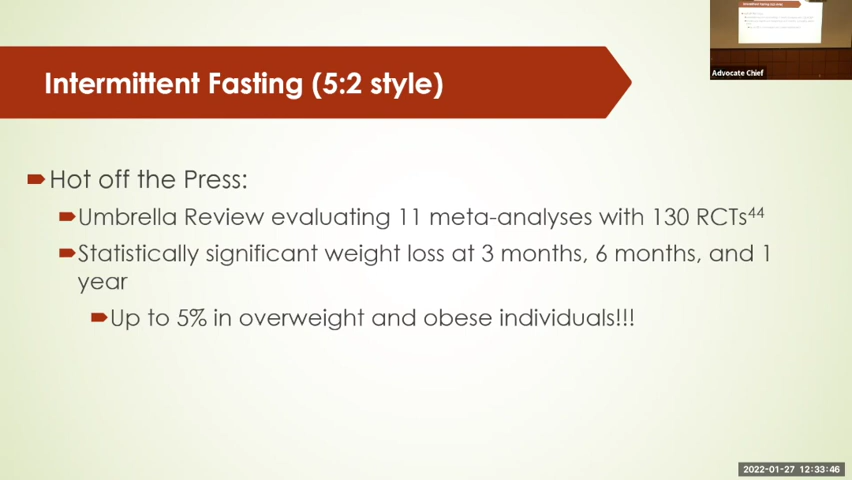 Intermittent Fasting (5:2 style)
Hot off the Press:
Umbrella Review evaluating 11 meta-analyses with 130 RCTs⁴⁴
Statistically significant weight loss at 3 months, 6 months, and 1
year
Up to 5% in overweight and obese individuals!!!
Advocate Chief
2022-01-27 12:33:46